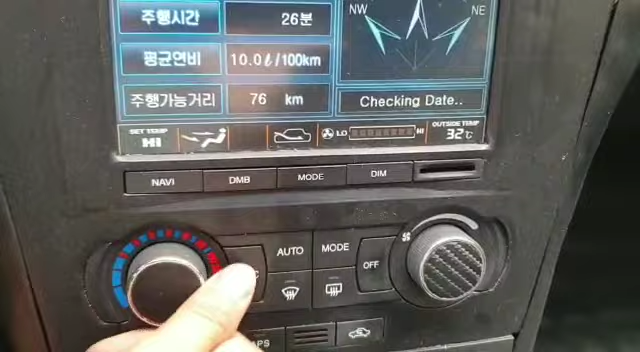 NW NE
주행시간 26분
평균연비 10.0ℓ/100km
주행가능거리 76 km
Checking Date..
SET TEMP
HI
LO HI
OUTSIDE TEMP
32℃
NAVI DMB MODE DIM
AUTO MODE
OFF